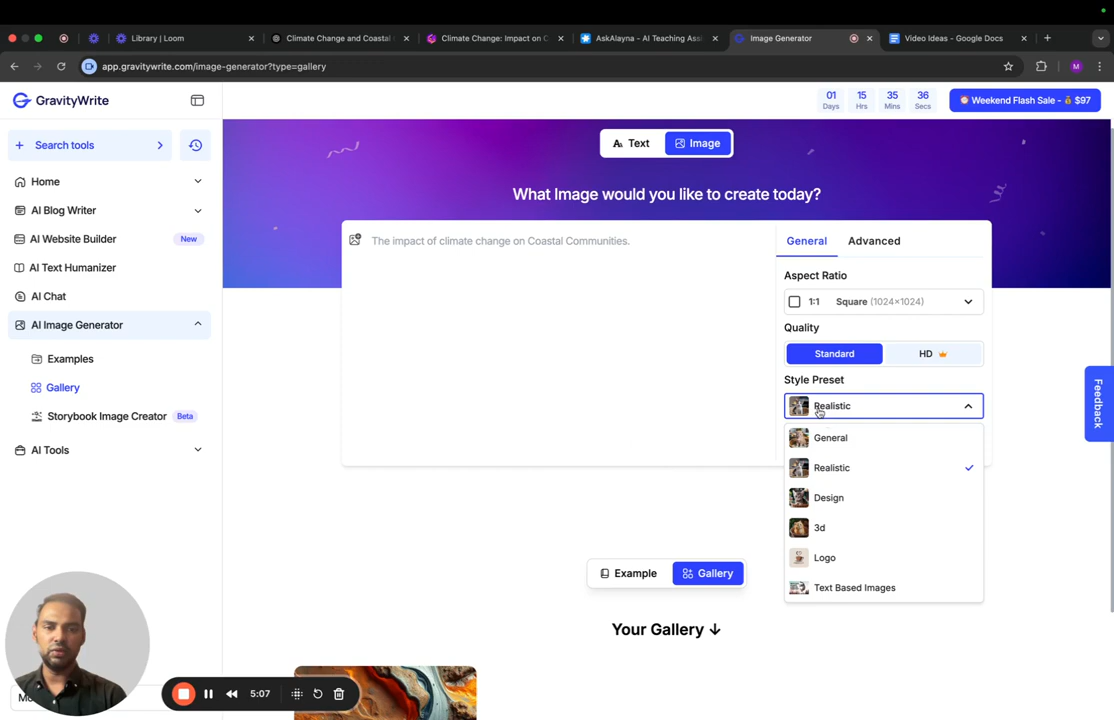 Library | Loom
Climate Change and Coastal
Climate Change: Impact on C
AskAlayna - AI Teaching Assi
Image Generator
Video Ideas - Google Docs
app.gravitywrite.com/image-generator?type=gallery
M
GravityWrite
01 Days
15 Hrs
35 Mins
36 Secs
Weekend Flash Sale - 💰 $97
Search tools
Home
AI Blog Writer
AI Website Builder New
AI Text Humanizer
AI Chat
AI Image Generator
Examples
Gallery
Storybook Image Creator Beta
AI Tools
Text
Image
What Image would you like to create today?
The impact of climate change on Coastal Communities.
General
Advanced
Aspect Ratio
1:1 Square (1024×1024)
Quality
Standard
HD
Style Preset
Realistic
General
Realistic
Design
3d
Logo
Text Based Images
Feedback
Example
Gallery
Your Gallery ↓
5:07